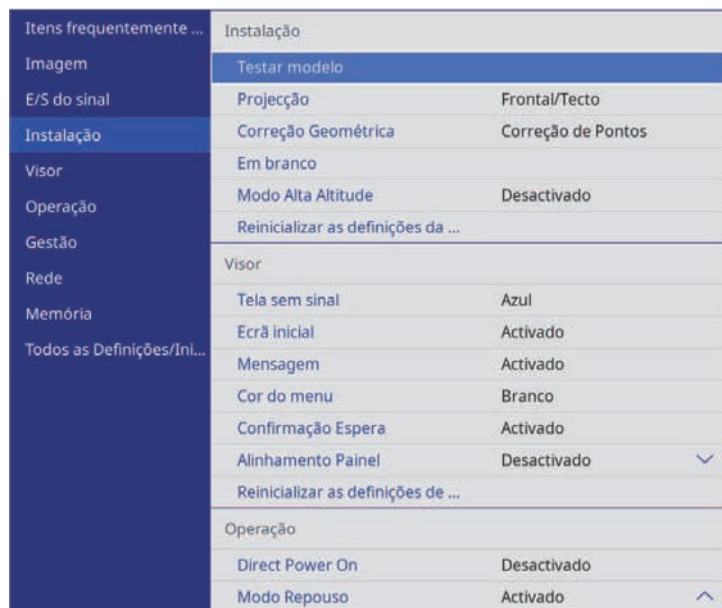 Itens frequentemente ...
Imagem
E/S do sinal
Instalação
Visor
Operação
Gestão
Rede
Memória
Todos as Definições/Ini...
Instalação
Testar modelo
Projecção Frontal/Tecto
Correção Geométrica Correção de Pontos
Em branco
Modo Alta Altitude Desactivado
Reinicializar as definições da ...
Visor
Tela sem sinal Azul
Ecrã inicial Activado
Mensagem Activado
Cor do menu Branco
Confirmação Espera Activado
Alinhamento Painel Desactivado
Reinicializar as definições de ...
Operação
Direct Power On Desactivado
Modo Repouso Activado